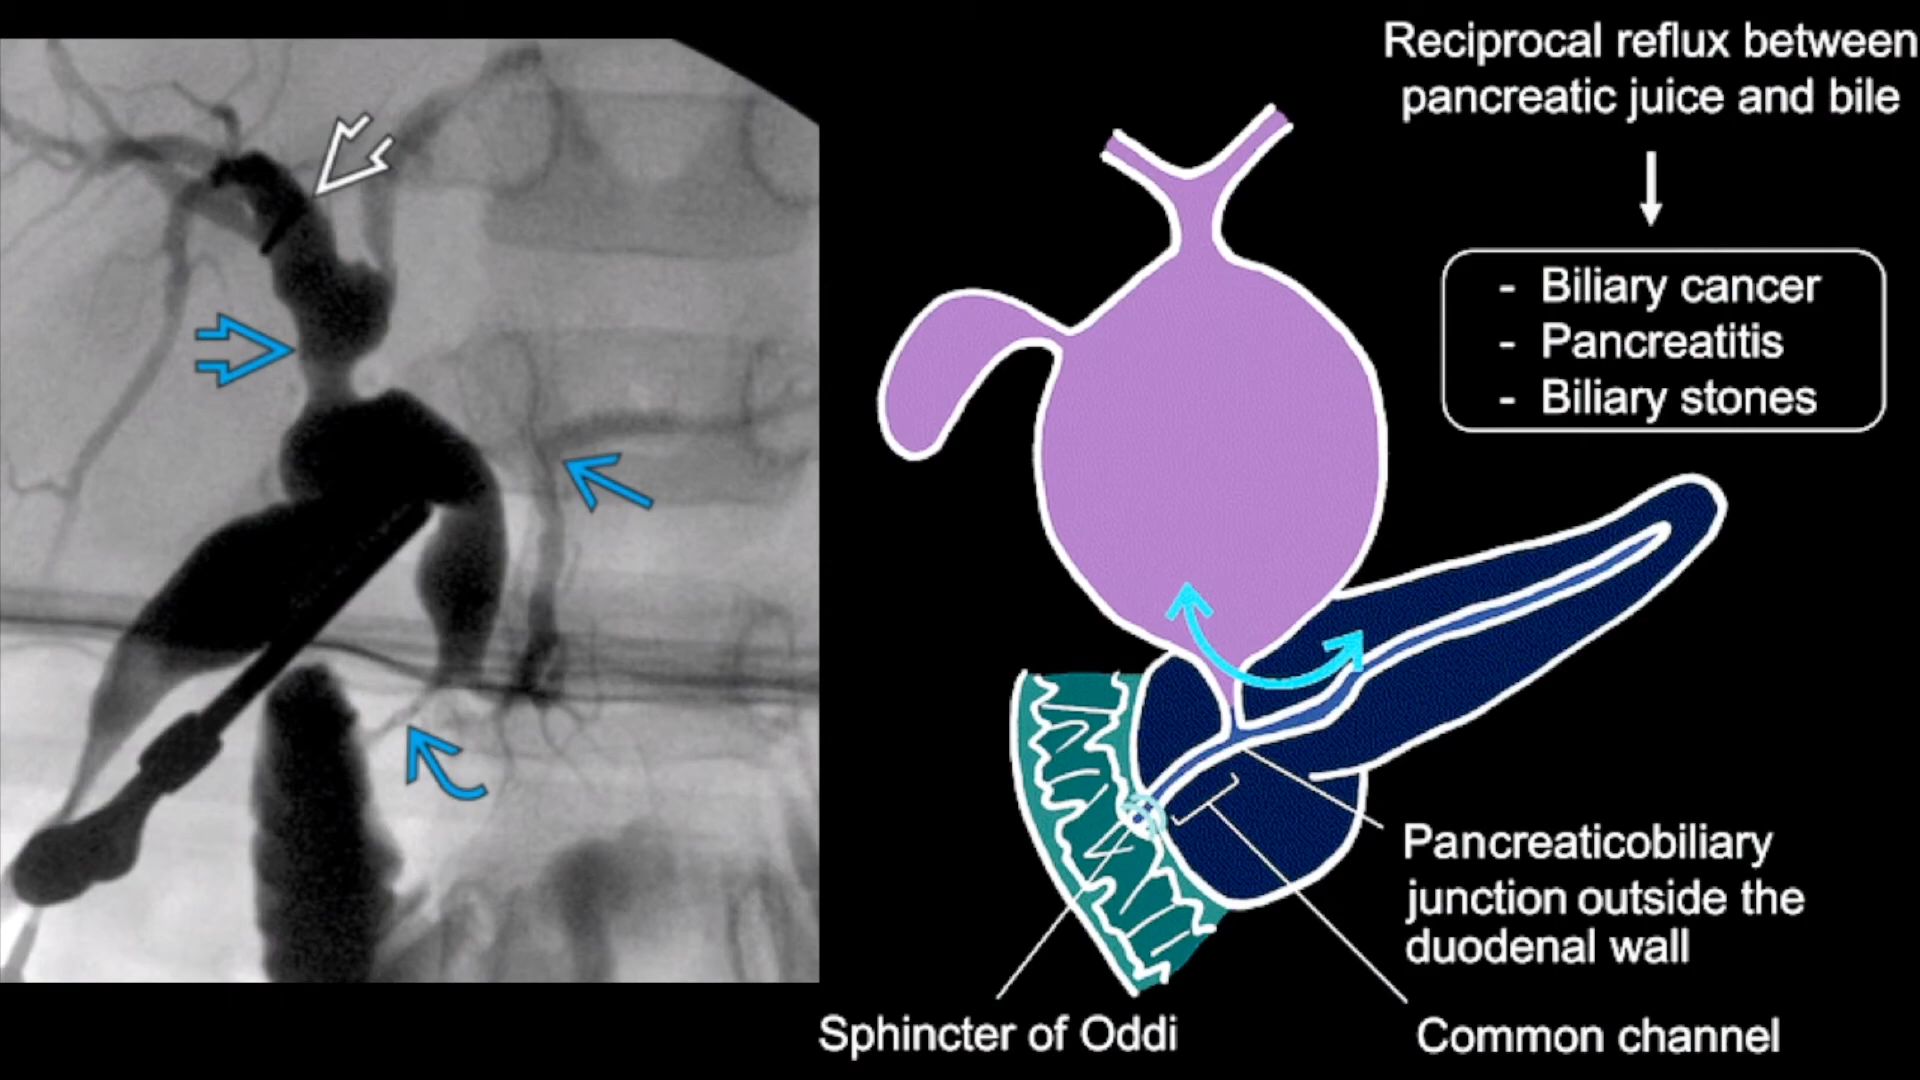 Reciprocal reflux between
pancreatic juice and bile
- Biliary cancer
- Pancreatitis
- Biliary stones
Pancreaticobiliary
junction outside the
duodenal wall
Sphincter of Oddi
Common channel